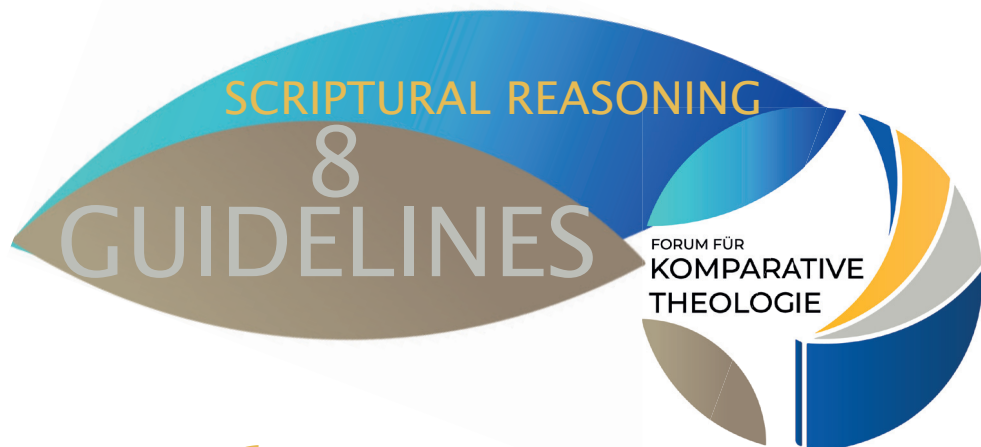 SCRIPTURAL REASONING
8
GUIDELINES
FORUM FÜR
KOMPARATIVE
THEOLOGIE